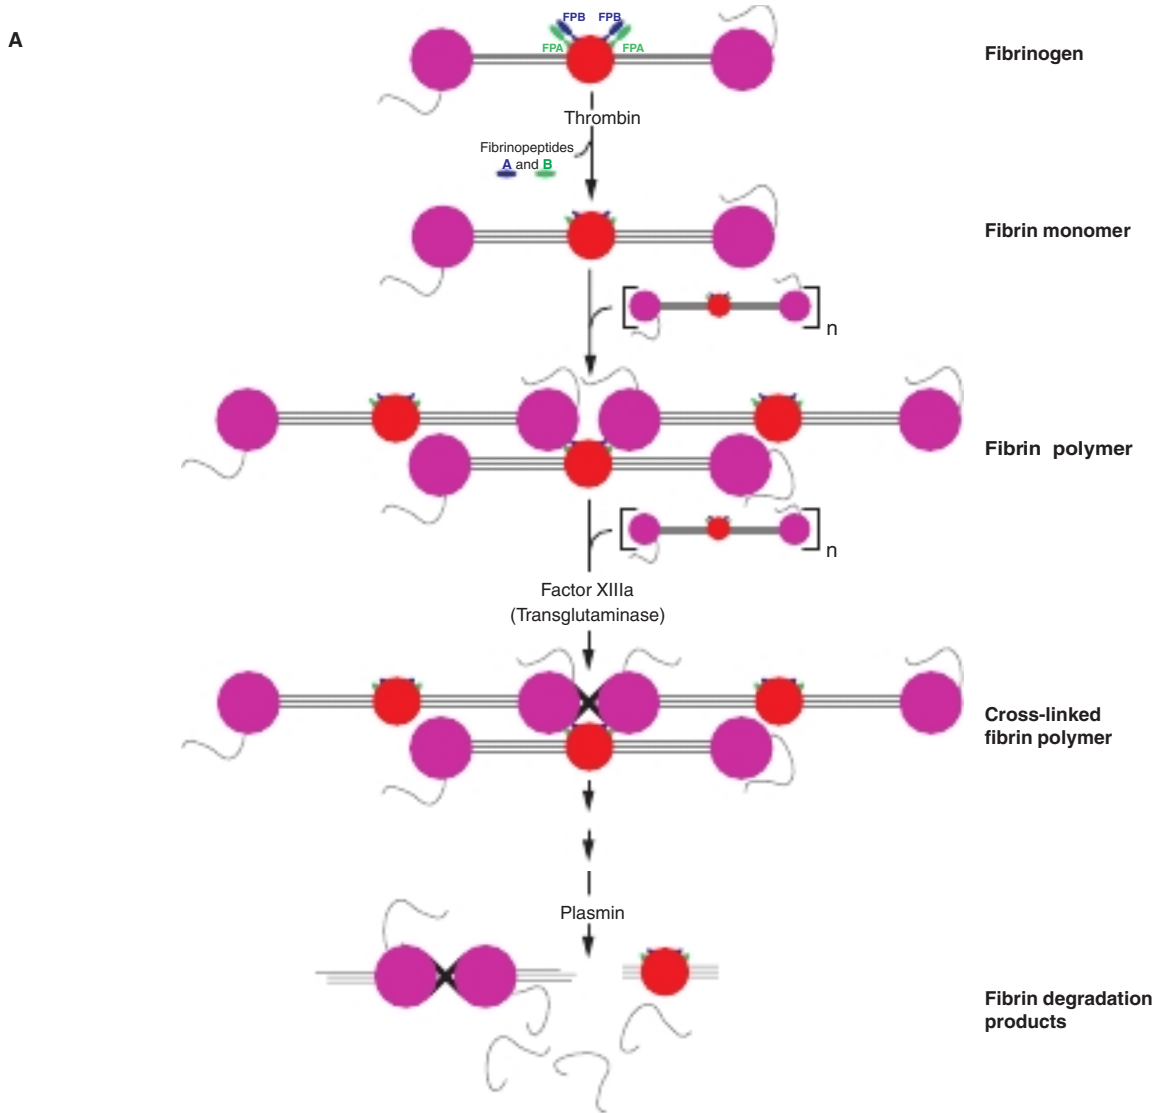 A
FPB FPB
FPA FPA
Fibrinogen
Thrombin
Fibrinopeptides
A and B
Fibrin monomer
n
Fibrin polymer
n
Factor XIIIa
(Transglutaminase)
Cross-linked
fibrin polymer
Plasmin
Fibrin degradation
products